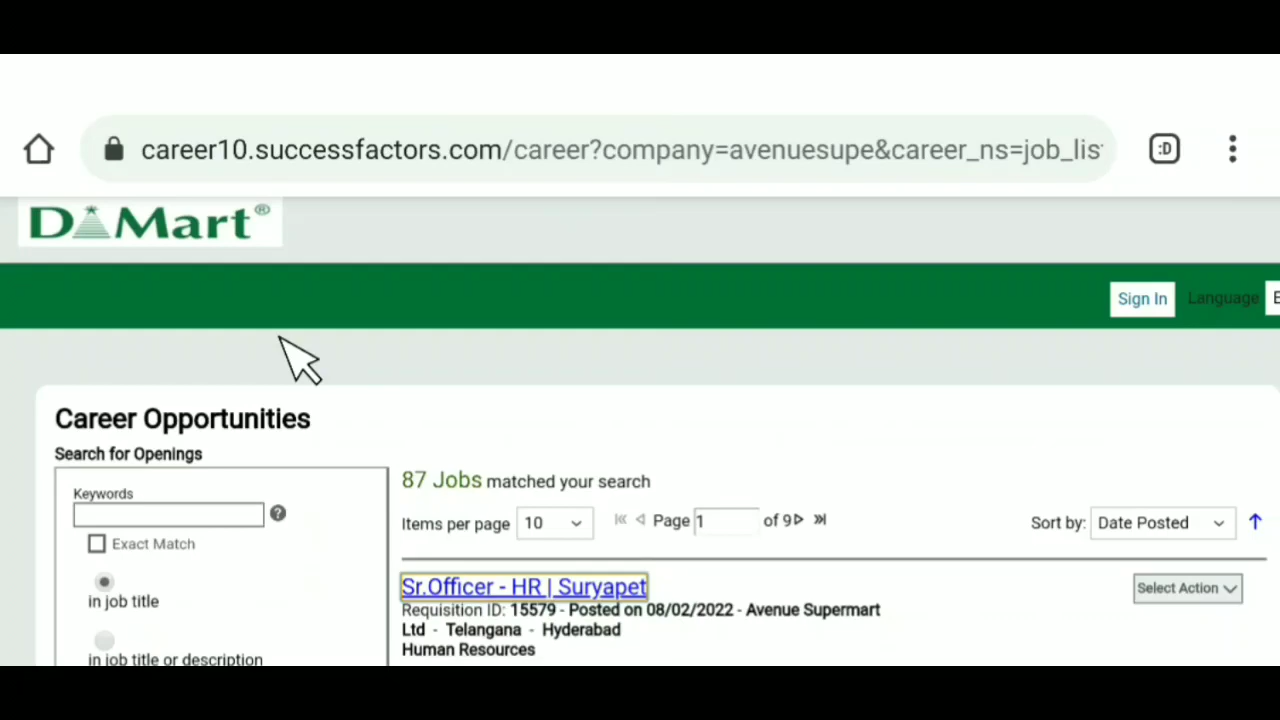 :D
career10.successfactors.com/career?company=avenuesupe&career_ns=job_lis
D Mart®
Sign In Language E
Career Opportunities
Search for Openings
87 Jobs matched your search
Keywords
?
Items per page 10 Page 1 of 9 Sort by: Date Posted
Exact Match
Sr.Officer - HR | Suryapet Select Action
in job title
Requisition ID: 15579 - Posted on 08/02/2022 - Avenue Supermart
Ltd - Telangana - Hyderabad
Human Resources
in job title or description